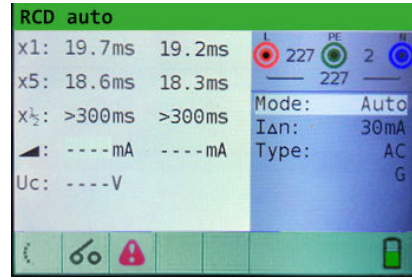 RCD auto
x1: 19.7ms 19.2ms
x5: 18.6ms 18.3ms
x½: >300ms >300ms
◢: ----mA ----mA
Uc: ----V
L PE N
227 2
227
Mode: Auto
I∆n: 30mA
Type: AC
G